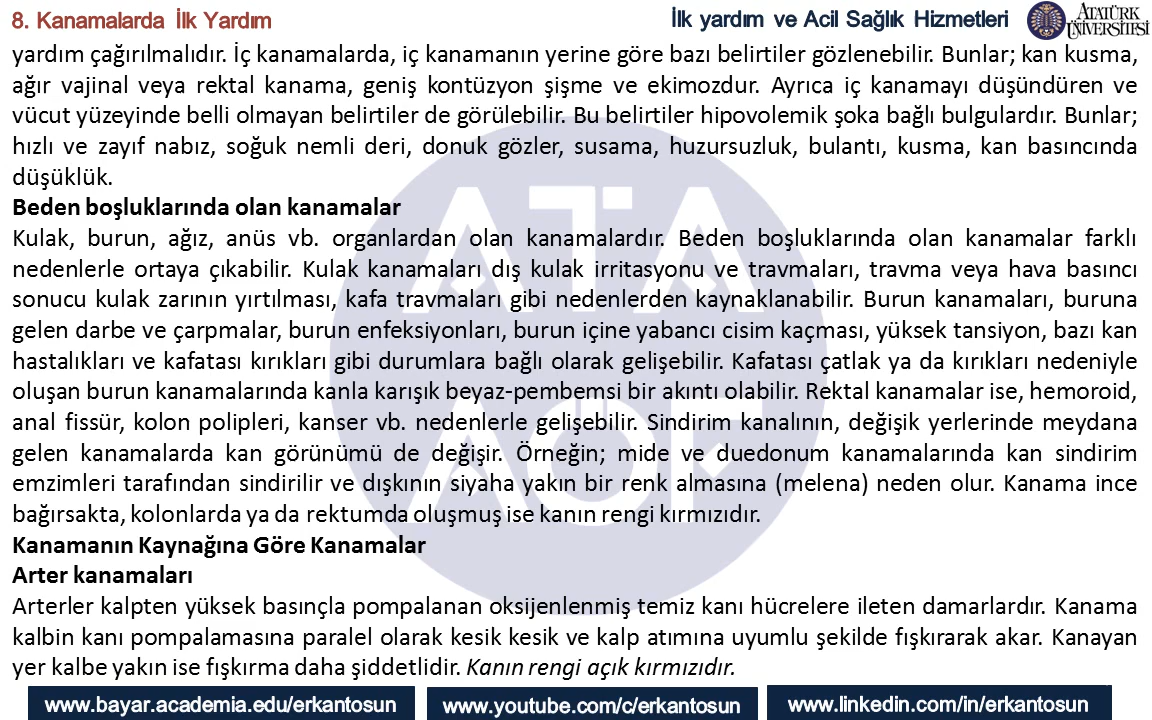 8. Kanamalarda İlk Yardım
İlk yardım ve Acil Sağlık Hizmetleri
ATATÜRK
ÜNİVERSİTESİ
yardım çağırılmalıdır. İç kanamalarda, iç kanamanın yerine göre bazı belirtiler gözlenebilir. Bunlar; kan kusma,
ağır vajinal veya rektal kanama, geniş kontüzyon şişme ve ekimozdur. Ayrıca iç kanamayı düşündüren ve
vücut yüzeyinde belli olmayan belirtiler de görülebilir. Bu belirtiler hipovolemik şoka bağlı bulgulardır. Bunlar;
hızlı ve zayıf nabız, soğuk nemli deri, donuk gözler, susama, huzursuzluk, bulantı, kusma, kan basıncında
düşüklük.
Beden boşluklarında olan kanamalar
Kulak, burun, ağız, anüs vb. organlardan olan kanamalardır. Beden boşluklarında olan kanamalar farklı
nedenlerle ortaya çıkabilir. Kulak kanamaları dış kulak irritasyonu ve travmaları, travma veya hava basıncı
sonucu kulak zarının yırtılması, kafa travmaları gibi nedenlerden kaynaklanabilir. Burun kanamaları, buruna
gelen darbe ve çarpmalar, burun enfeksiyonları, burun içine yabancı cisim kaçması, yüksek tansiyon, bazı kan
hastalıkları ve kafatası kırıkları gibi durumlara bağlı olarak gelişebilir. Kafatası çatlak ya da kırıkları nedeniyle
oluşan burun kanamalarında kanla karışık beyaz-pembemsi bir akıntı olabilir. Rektal kanamalar ise, hemoroid,
anal fissür, kolon polipleri, kanser vb. nedenlerle gelişebilir. Sindirim kanalının, değişik yerlerinde meydana
gelen kanamalarda kan görünümü de değişir. Örneğin; mide ve duedonum kanamalarında kan sindirim
emzimleri tarafından sindirilir ve dışkının siyaha yakın bir renk almasına (melena) neden olur. Kanama ince
bağırsakta, kolonlarda ya da rektumda oluşmuş ise kanın rengi kırmızıdır.
Kanamanın Kaynağına Göre Kanamalar
Arter kanamaları
Arterler kalpten yüksek basınçla pompalanan oksijenlenmiş temiz kanı hücrelere ileten damarlardır. Kanama
kalbin kanı pompalamasına paralel olarak kesik kesik ve kalp atımına uyumlu şekilde fışkırarak akar. Kanayan
yer kalbe yakın ise fışkırma daha şiddetlidir. Kanın rengi açık kırmızıdır.
ATA
AÖF
www.bayar.academia.edu/erkantosun
www.youtube.com/c/erkantosun
www.linkedin.com/in/erkantosun